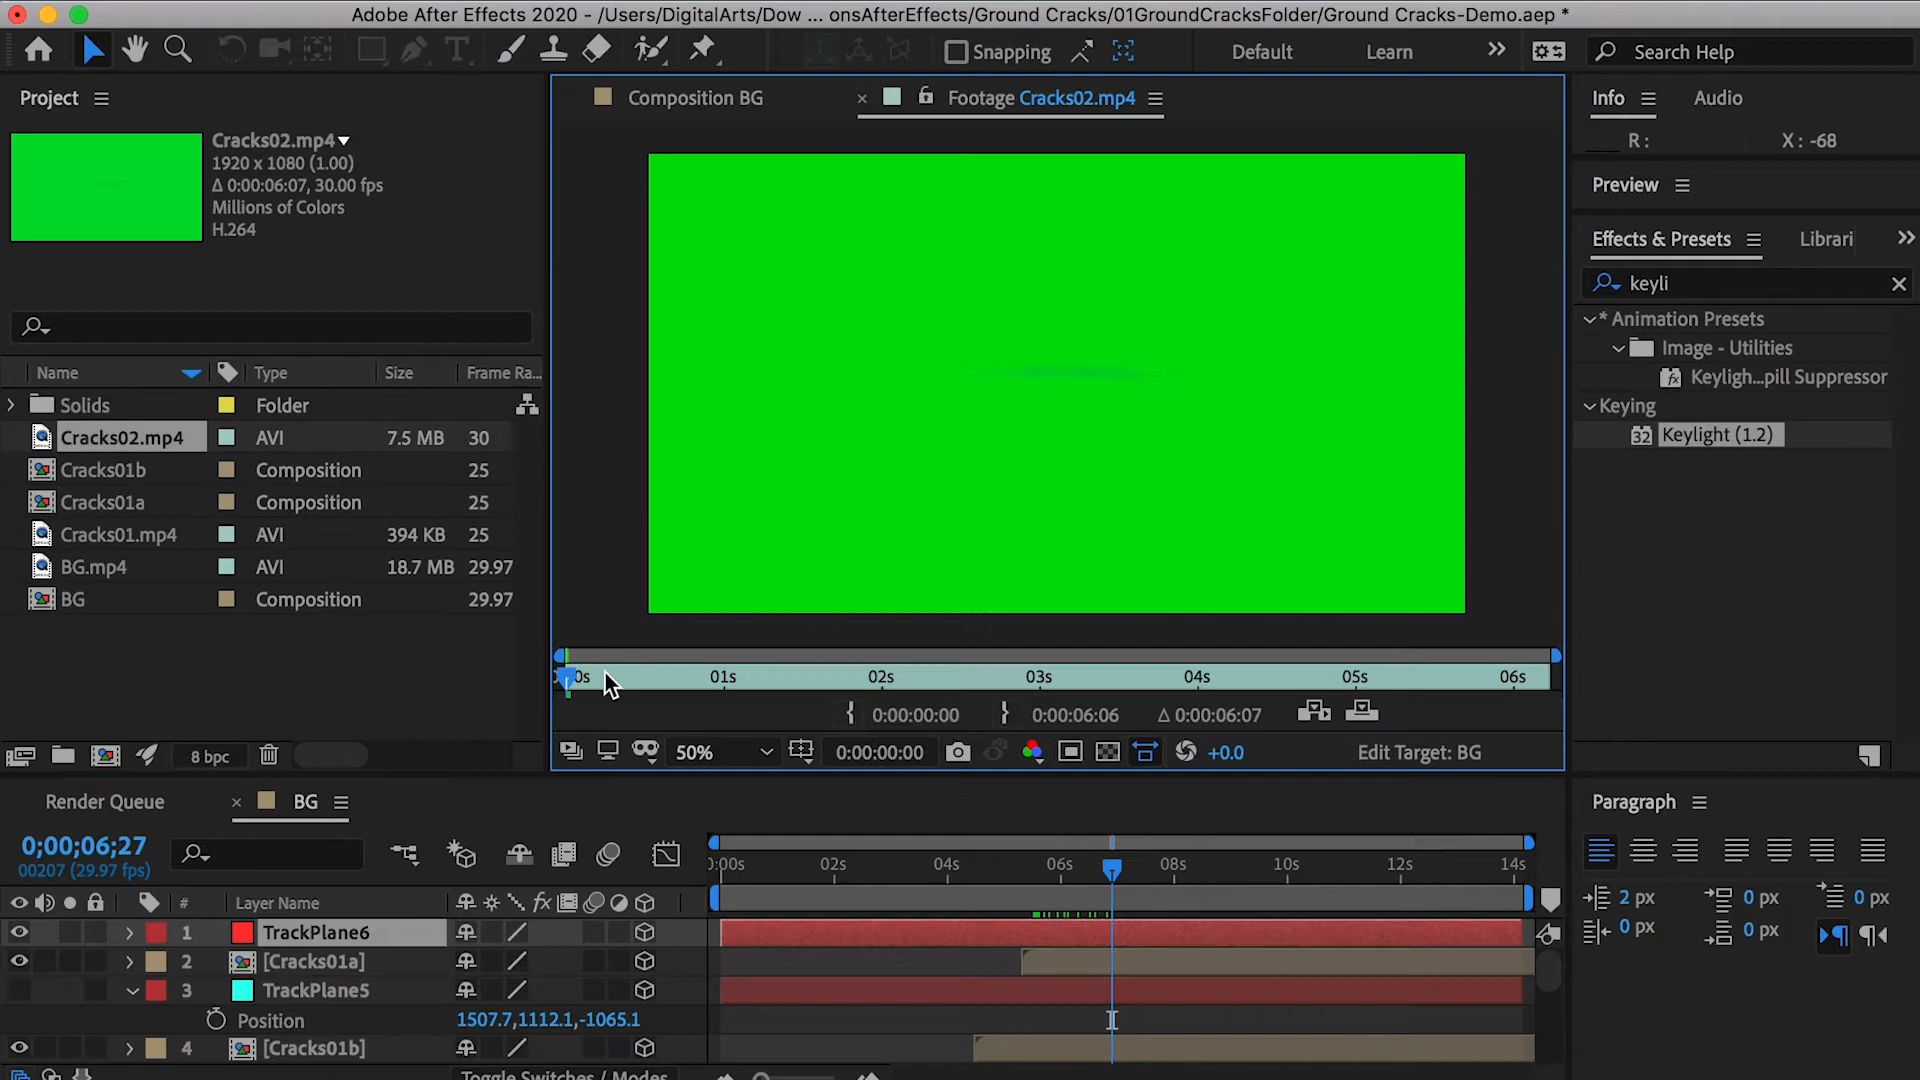 Adobe After Effects 2020 - /Users/DigitalArts/Dow ... onsAfterEffects/Ground Cracks/01GroundCracksFolder/Ground Cracks-Demo.aep *
Snapping
Default
Learn
Search Help
Project
Composition BG
Footage Cracks02.mp4
Info
Audio
Cracks02.mp4
1920 x 1080 (1.00)
Δ 0:00:06:07, 30.00 fps
Millions of Colors
H.264
R :
X : -68
Preview
Effects & Presets
Librari
keyli
* Animation Presets
Image - Utilities
Keyligh...pill Suppressor
Keying
32 Keylight (1.2)
Name
Type
Size
Frame Ra...
Solids Folder
Cracks02.mp4 AVI 7.5 MB 30
Cracks01b Composition 25
Cracks01a Composition 25
Cracks01.mp4 AVI 394 KB 25
BG.mp4 AVI 18.7 MB 29.97
BG Composition 29.97
0s 01s 02s 03s 04s 05s 06s
0:00:00:00 0:00:06:06 Δ 0:00:06:07
8 bpc
50% 0:00:00:00 +0.0 Edit Target: BG
Render Queue
BG
0;00;06;27
00207 (29.97 fps)
0:00s 02s 04s 06s 08s 10s 12s 14s
# Layer Name fx
1 TrackPlane6
2 [Cracks01a]
3 TrackPlane5
Position 1507.7,1112.1,-1065.1
4 [Cracks01b]
Toggle Switches / Modes
Paragraph
2 px 0 px 0 px
0 px 0 px